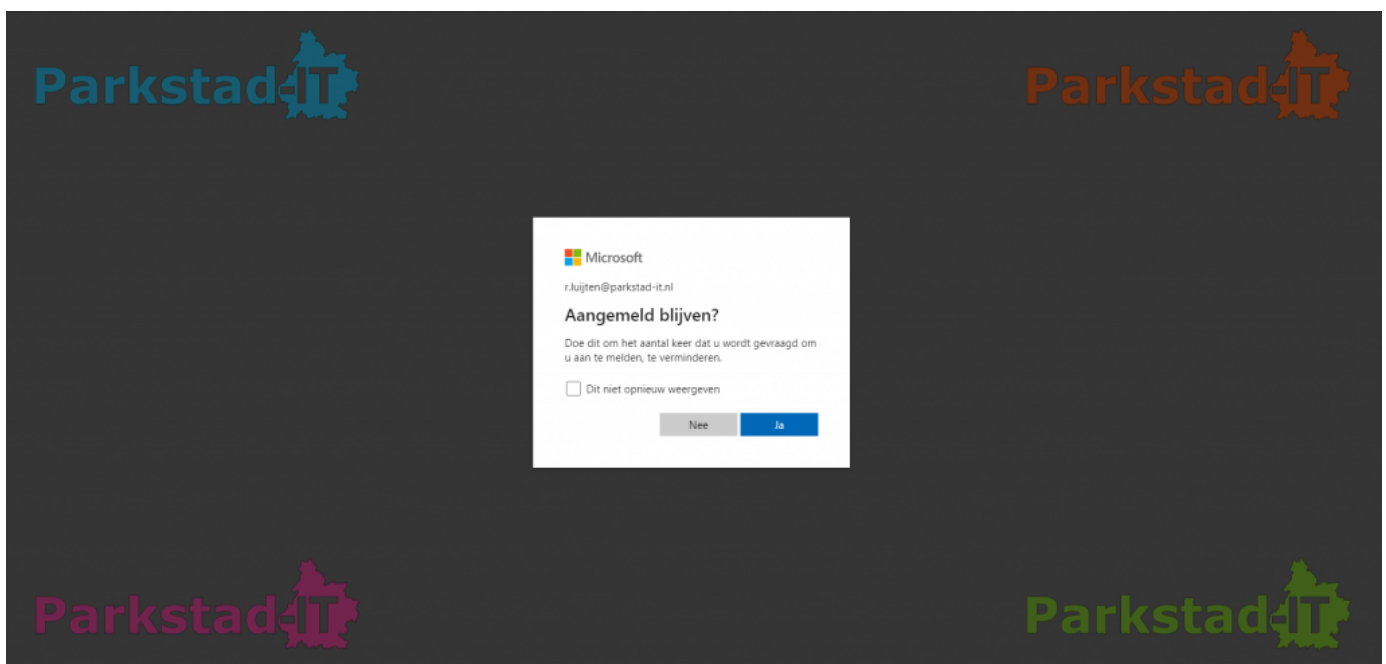 Parkstad-IT
Parkstad-IT
Microsoft
r.luijten@parkstad-it.nl
Aangemeld blijven?
Doe dit om het aantal keer dat u wordt gevraagd om
u aan te melden, te verminderen.
Dit niet opnieuw weergeven
Nee
Ja
Parkstad-IT
Parkstad-IT